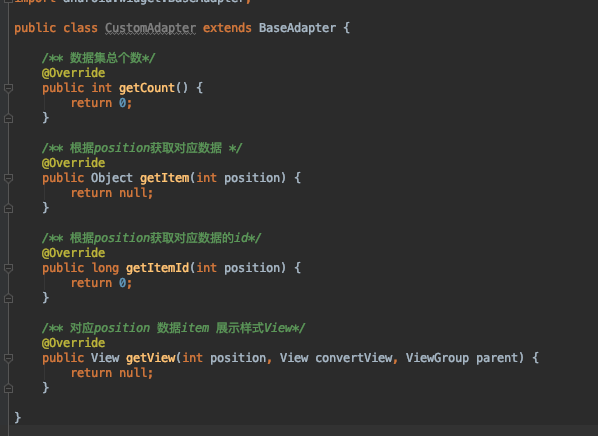 import android.widget.BaseAdapter;
public class CustomAdapter extends BaseAdapter {
/** 数据集总个数*/
@Override
public int getCount() {
return 0;
}
/** 根据position获取对应数据 */
@Override
public Object getItem(int position) {
return null;
}
/** 根据position获取对应数据的id*/
@Override
public long getItemId(int position) {
return 0;
}
/** 对应position 数据item 展示样式View*/
@Override
public View getView(int position, View convertView, ViewGroup parent) {
return null;
}
}